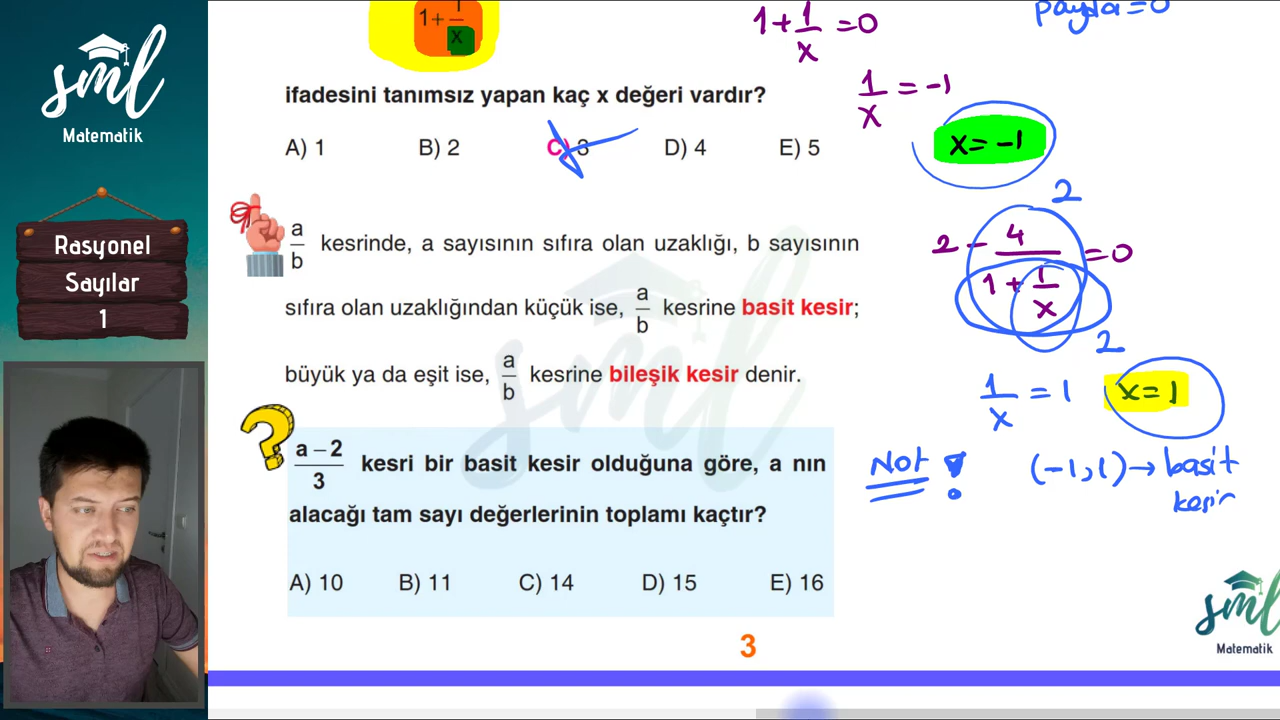 sml
Matematik
Rasyonel
Sayılar
1
1+ 1/x
ifadesini tanımsız yapan kaç x değeri vardır?
A) 1 B) 2 C) 3 D) 4 E) 5
a/b kesrinde, a sayısının sıfıra olan uzaklığı, b sayısının
sıfıra olan uzaklığından küçük ise, a/b kesrine basit kesir;
büyük ya da eşit ise, a/b kesrine bileşik kesir denir.
(a – 2)/3 kesri bir basit kesir olduğuna göre, a nın
alacağı tam sayı değerlerinin toplamı kaçtır?
A) 10 B) 11 C) 14 D) 15 E) 16
3
payda = 0
1+ 1/x = 0
1/x = -1
x = -1
2
2 - 4/(1 + 1/x) = 0
2
1/x = 1 x = 1
Not ! (-1,1) → basit
kesir
sml
Matematik
sml